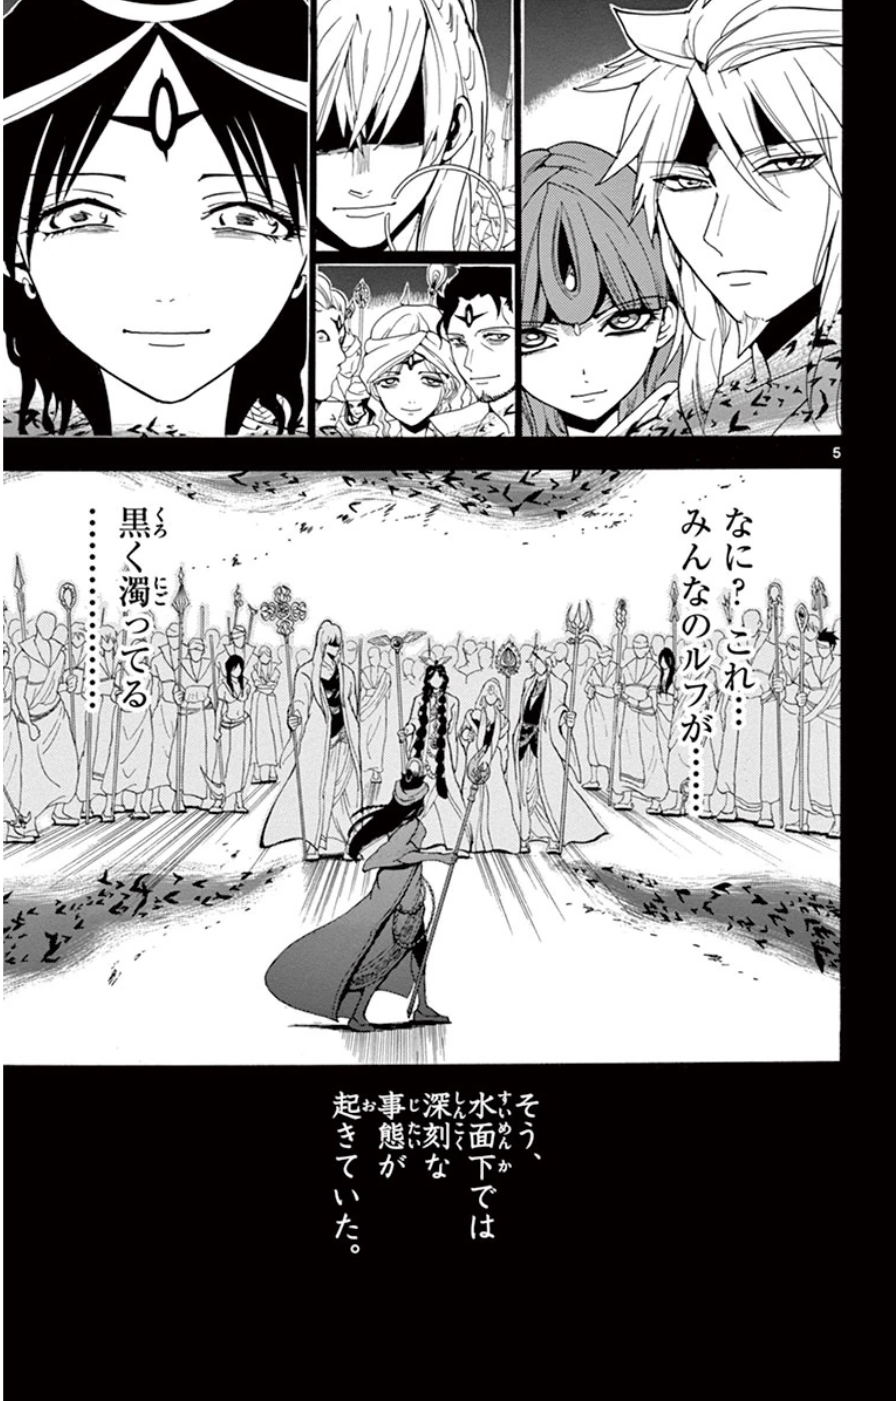 5
なに？これ…
みんなのルフが……
黒く濁ってる
…………
そう、
水面下では
深刻な
事態が
起きていた。